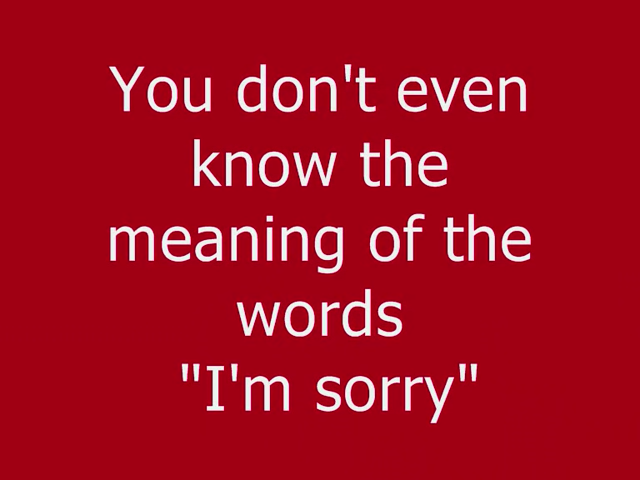 You don't even
know the
meaning of the
words
"I'm sorry"